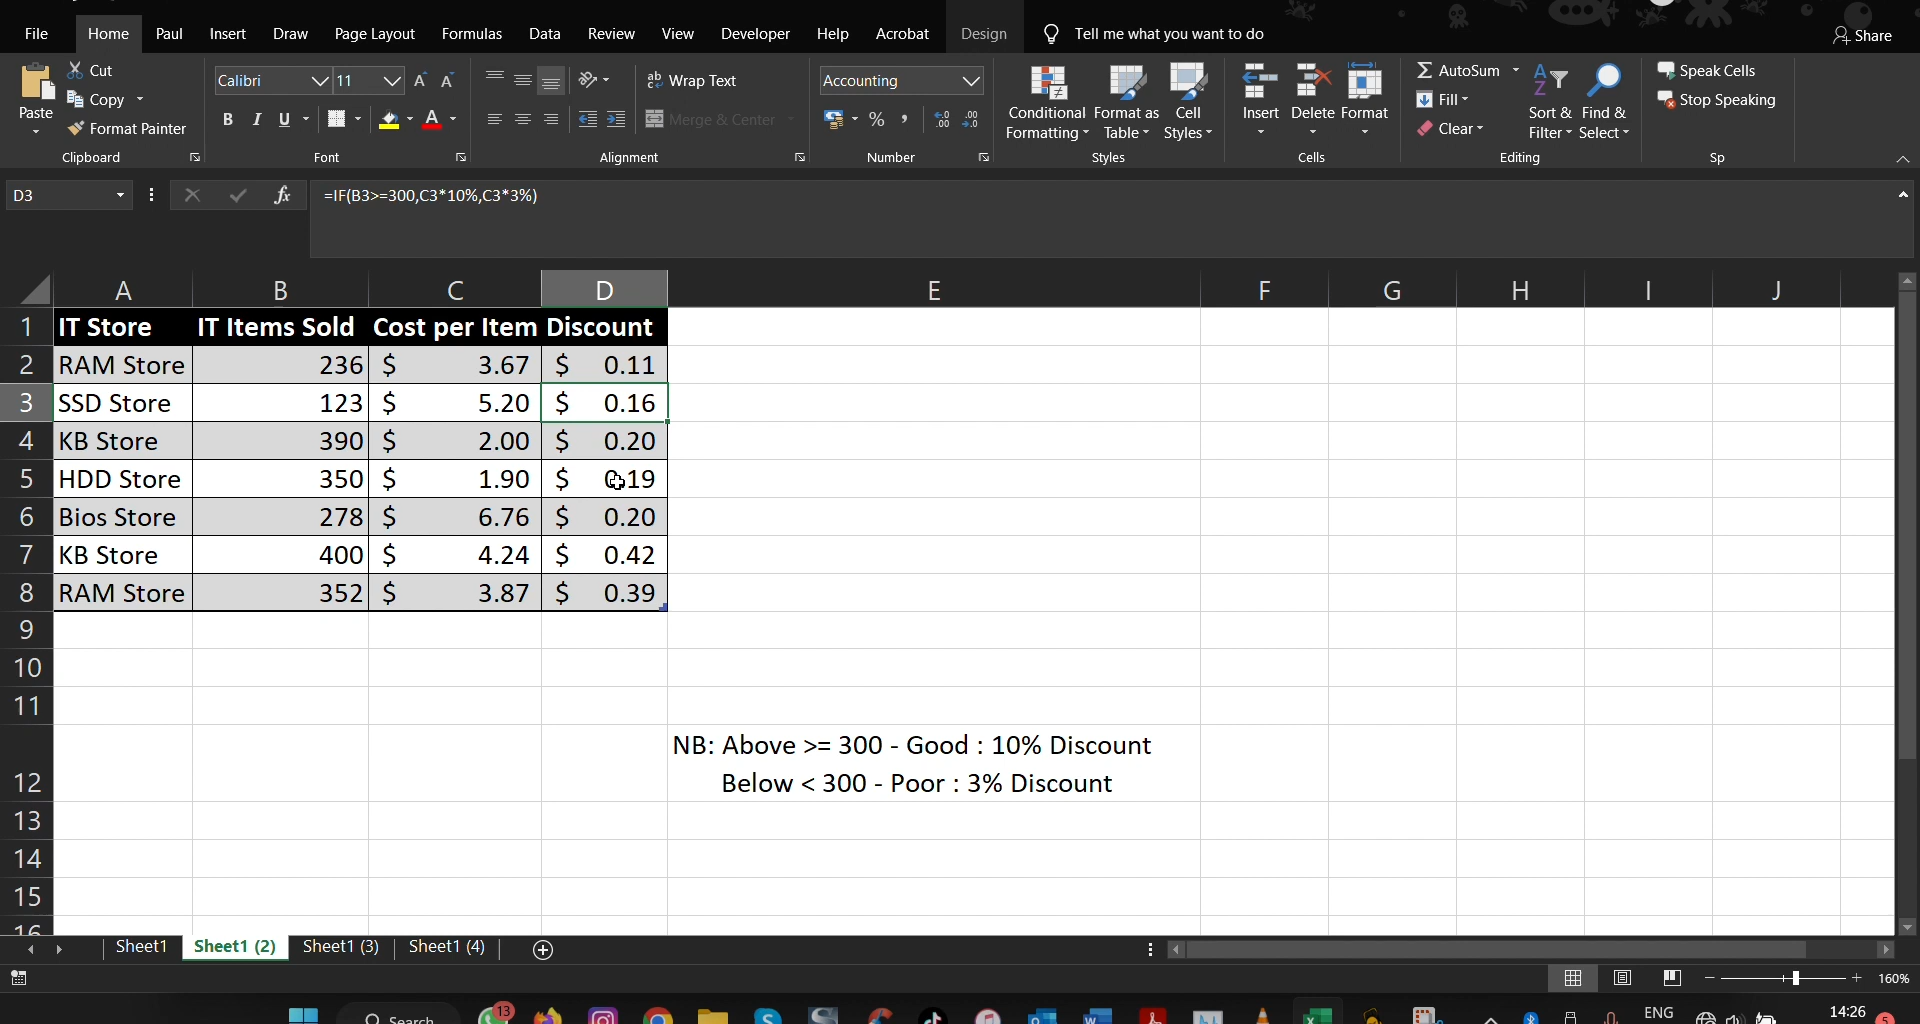 File Home Paul Insert Draw Page Layout Formulas Data Review View Developer Help Acrobat Design Tell me what you want to do Share
Paste
Cut
Copy
Format Painter
Clipboard
Calibri 11
B I U
Font
Wrap Text
Merge & Center
Alignment
Accounting
Number
Conditional Formatting
Format as Table
Cell Styles
Styles
Insert Delete Format
Cells
AutoSum
Fill
Clear
Sort & Filter
Find & Select
Editing
Speak Cells
Stop Speaking
Sp
D3 fx =IF(B3>=300,C3*10%,C3*3%)
A B C D E F G H I J
1 IT Store IT Items Sold Cost per Item Discount
2 RAM Store 236 $ 3.67 $ 0.11
3 SSD Store 123 $ 5.20 $ 0.16
4 KB Store 390 $ 2.00 $ 0.20
5 HDD Store 350 $ 1.90 $ 0.19
6 Bios Store 278 $ 6.76 $ 0.20
7 KB Store 400 $ 4.24 $ 0.42
8 RAM Store 352 $ 3.87 $ 0.39
9
10
11
NB: Above >= 300 - Good : 10% Discount
12 Below < 300 - Poor : 3% Discount
13
14
15
16
Sheet1 Sheet1 (2) Sheet1 (3) Sheet1 (4)
160%
Search 13 ENG 14:26 5